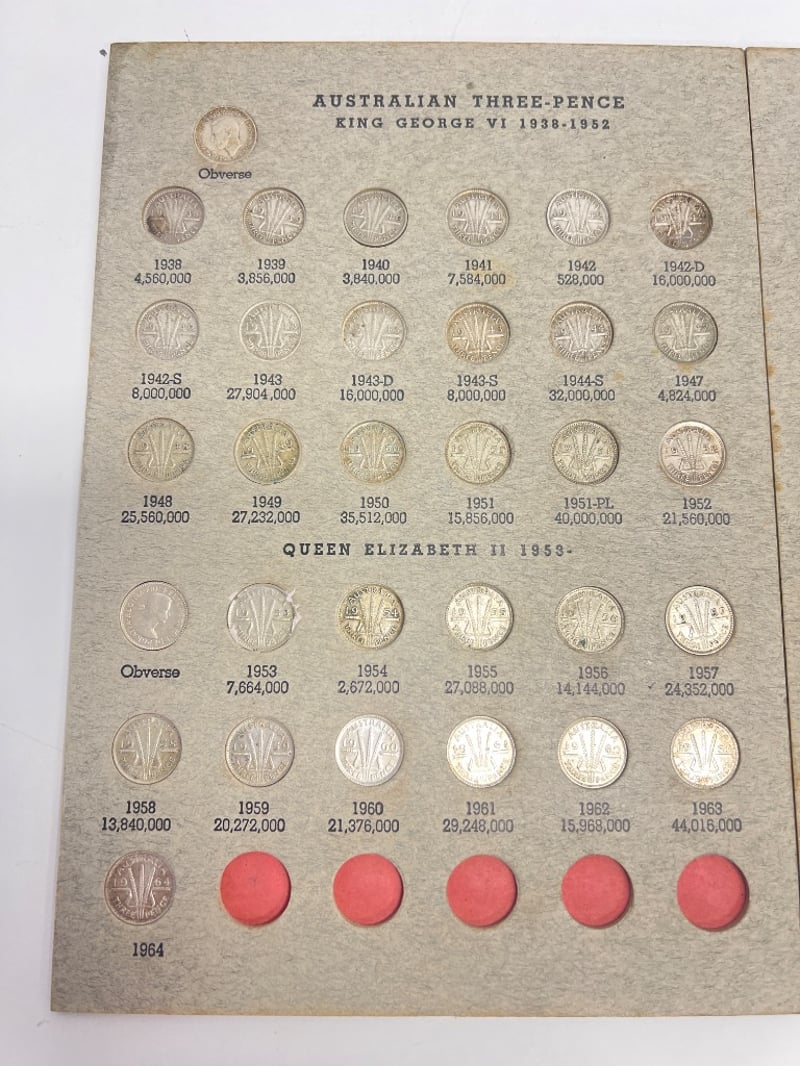 AUSTRALIAN THREE-PENCE
KING GEORGE VI 1938-1952
Obverse
1938 1939 1940 1941 1942 1942-D
4,560,000 3,856,000 3,840,000 7,584,000 528,000 16,000,000
1942-S 1943 1943-D 1943-S 1944-S 1947
8,000,000 27,904,000 16,000,000 8,000,000 32,000,000 4,824,000
1948 1949 1950 1951 1951-PL 1952
25,560,000 27,232,000 35,512,000 15,856,000 40,000,000 21,560,000
QUEEN ELIZABETH II 1953-
Obverse 1953 1954 1955 1956 1957
7,664,000 2,672,000 27,088,000 14,144,000 24,352,000
1958 1959 1960 1961 1962 1963
13,840,000 20,272,000 21,376,000 29,248,000 15,968,000 44,016,000
1964